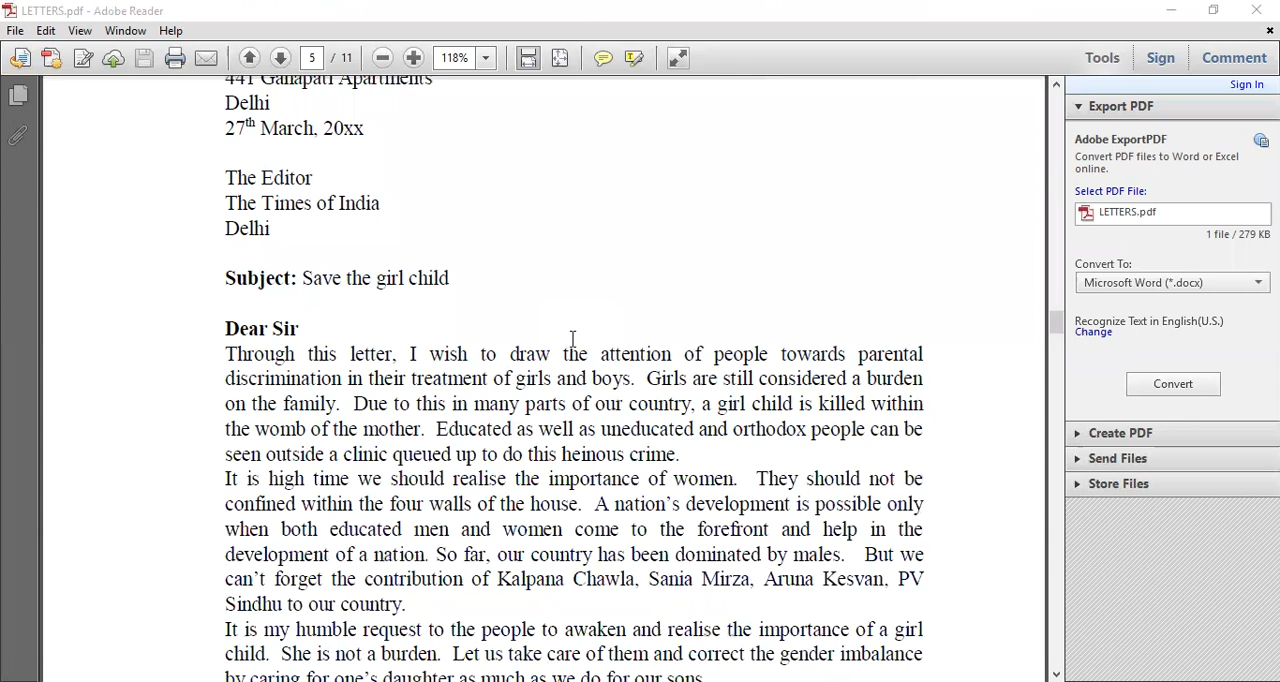 LETTERS.pdf - Adobe Reader
File Edit View Window Help
5 / 11 118% Tools Sign Comment
Sign In
441 Ganapati Apartments
Delhi
27th March, 20xx
The Editor
The Times of India
Delhi
Subject: Save the girl child
Dear Sir
Through this letter, I wish to draw the attention of people towards parental
discrimination in their treatment of girls and boys. Girls are still considered a burden
on the family. Due to this in many parts of our country, a girl child is killed within
the womb of the mother. Educated as well as uneducated and orthodox people can be
seen outside a clinic queued up to do this heinous crime.
It is high time we should realise the importance of women. They should not be
confined within the four walls of the house. A nation's development is possible only
when both educated men and women come to the forefront and help in the
development of a nation. So far, our country has been dominated by males. But we
can't forget the contribution of Kalpana Chawla, Sania Mirza, Aruna Kesvan, PV
Sindhu to our country.
It is my humble request to the people to awaken and realise the importance of a girl
child. She is not a burden. Let us take care of them and correct the gender imbalance
by caring for one's daughter as much as we do for our sons.
Export PDF
Adobe ExportPDF
Convert PDF files to Word or Excel
online.
Select PDF File:
LETTERS.pdf
1 file / 279 KB
Convert To:
Microsoft Word (*.docx)
Recognize Text in English(U.S.)
Change
Convert
Create PDF
Send Files
Store Files